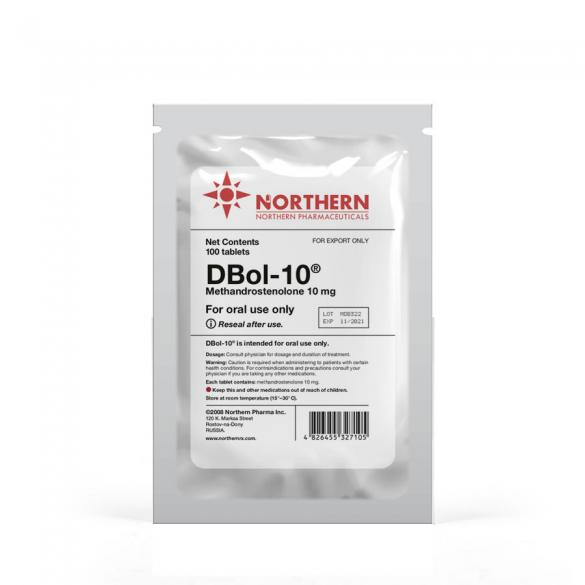 NORTHERN
NORTHERN PHARMACEUTICALS
Net Contents
100 tablets
FOR EXPORT ONLY
DBol-10®
Methandrostenolone 10 mg
For oral use only
i Reseal after use.
LOT MDB322
EXP 11/2021
DBol-10® is intended for oral use only.
Dosage: Consult physician for dosage and duration of treatment.
Warning: Caution is required when administering to patients with certain
health conditions. For contraindications and precautions consult your
physician if you are taking any other medications.
Each tablet contains: methandrostenolone 10 mg.
Keep this and other medications out of reach of children.
Store at room temperature (15°-30°C).
©2008 Northern Pharma Inc.
120 K. Marksa Street
Rostov-na-Dony
RUSSIA.
www.northernrx.com.
4 826455 327105